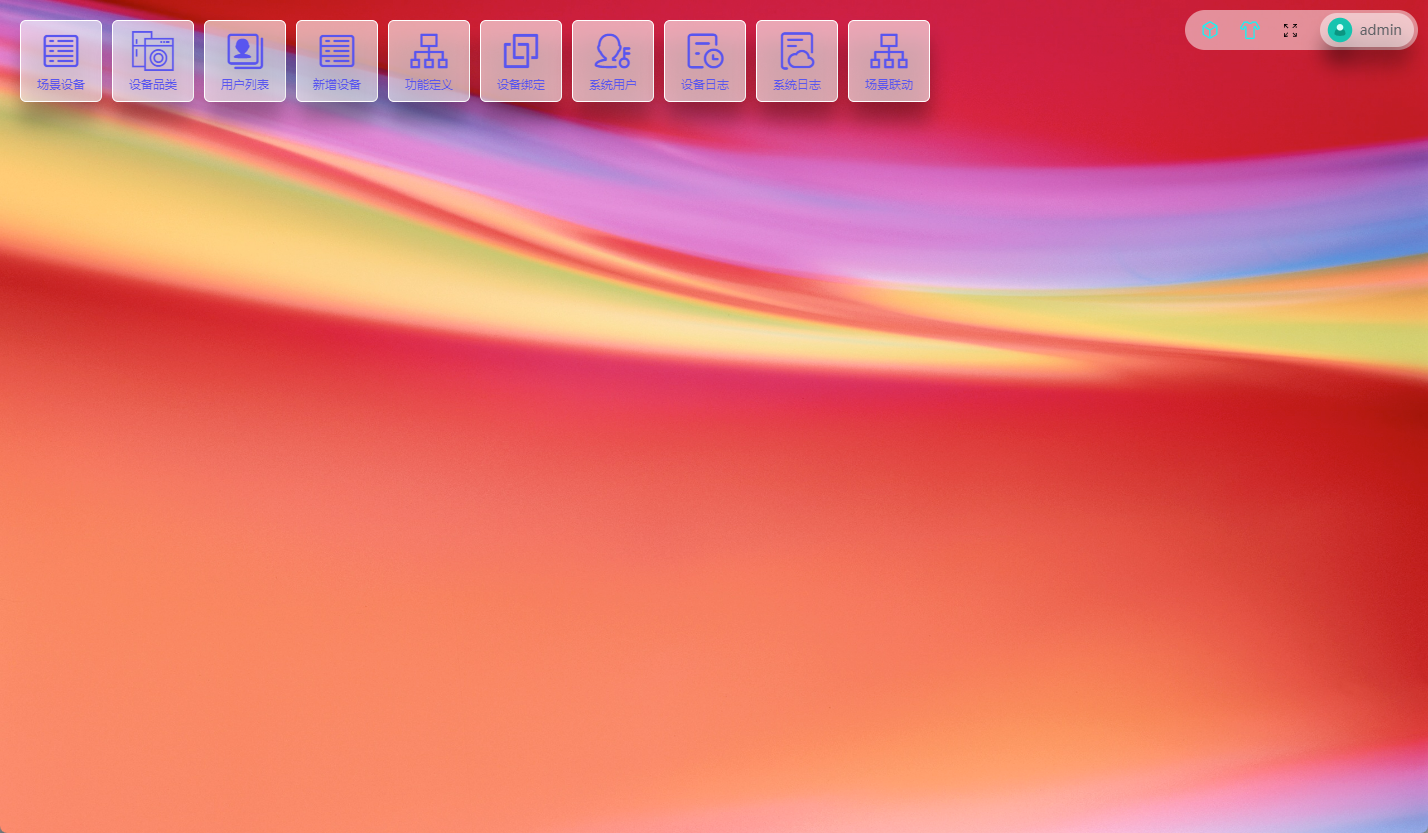 场景设备
设备品类
用户列表
新增设备
功能定义
设备绑定
系统用户
设备日志
系统日志
场景联动
admin